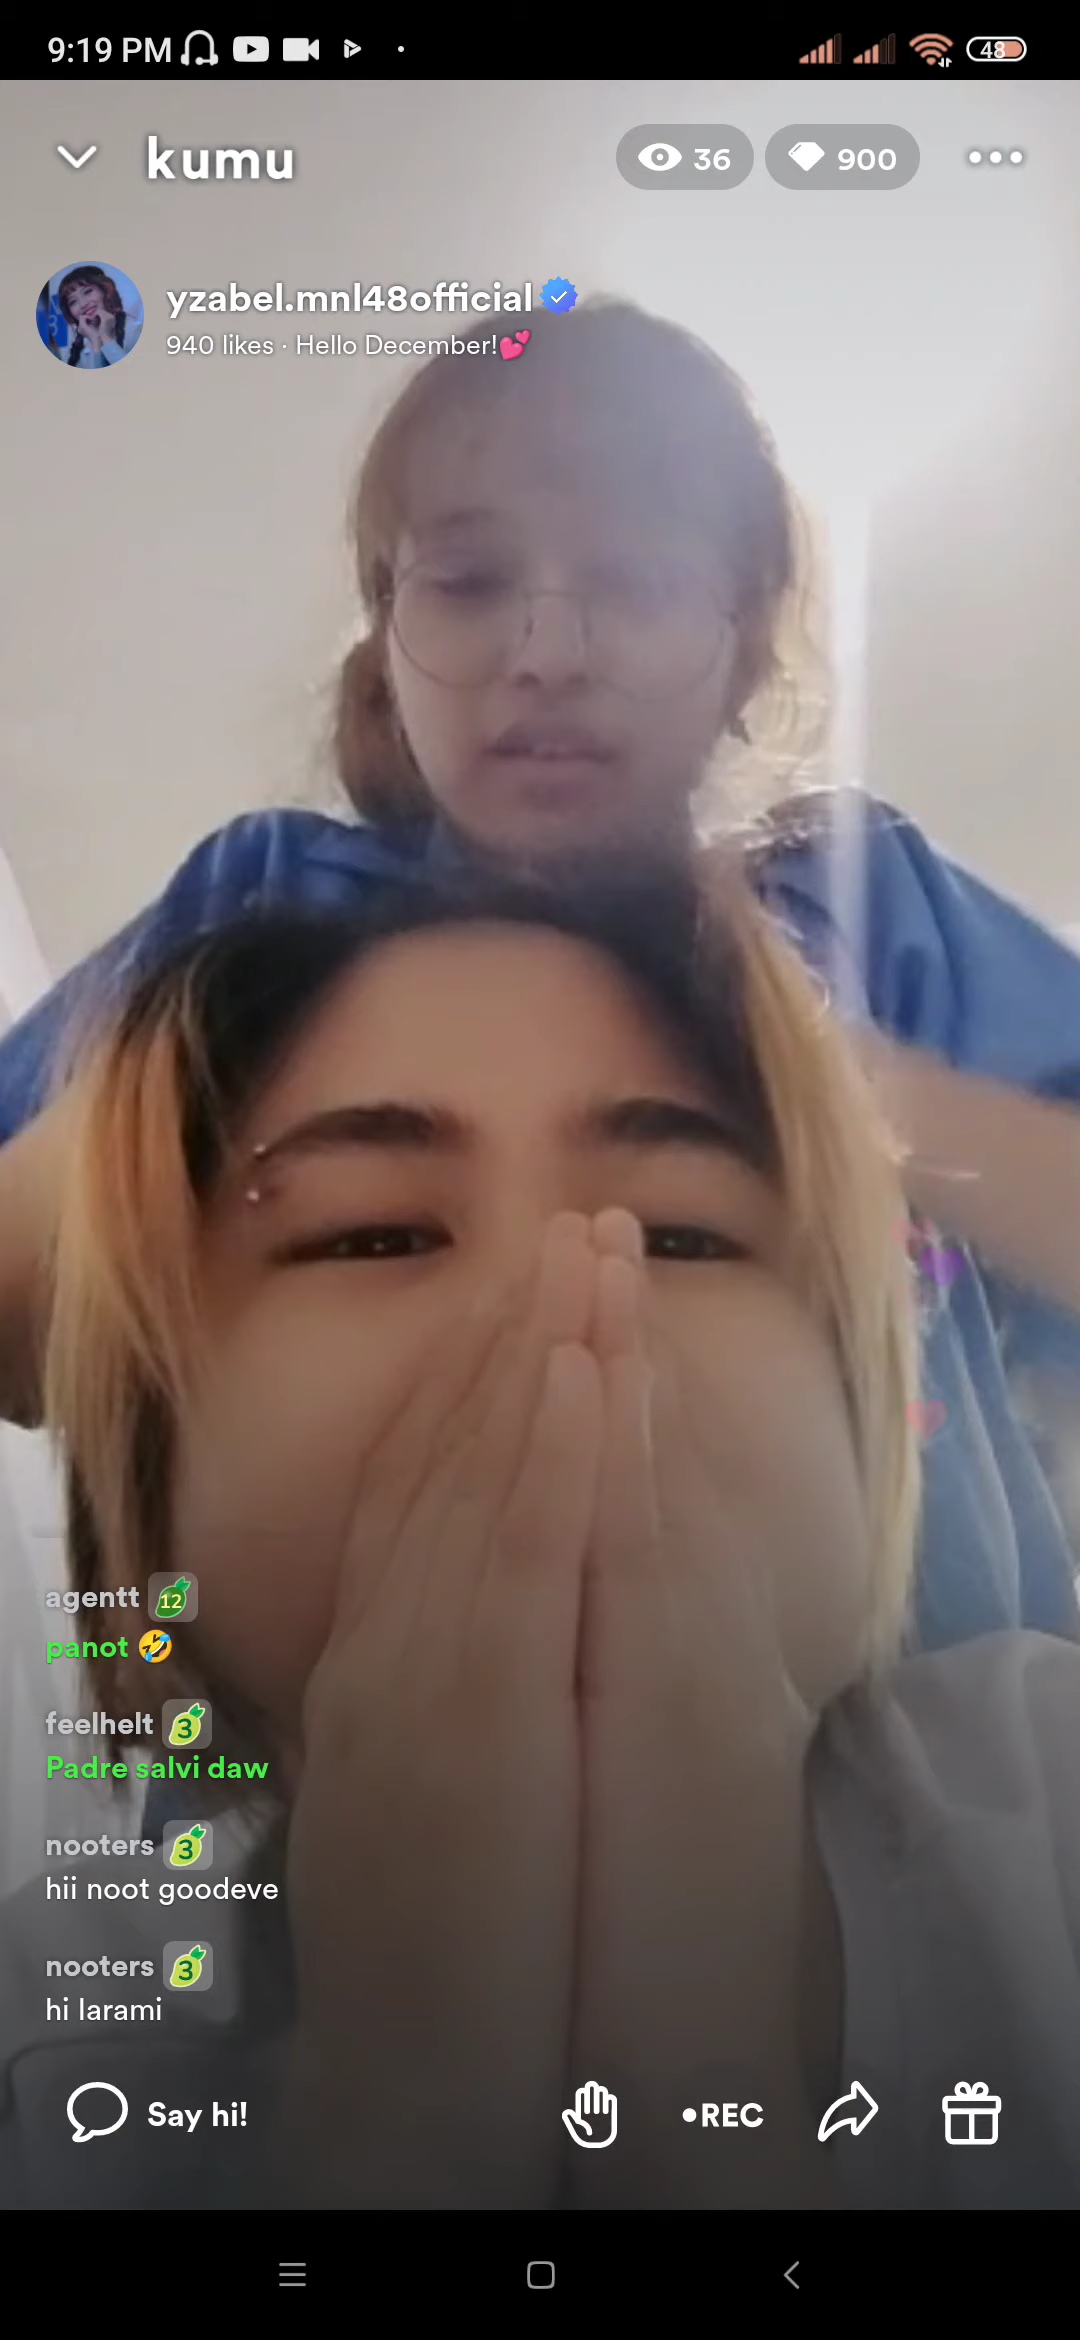 9:19 PM
48
kumu
36
900
yzabel.mnl48official
940 likes · Hello December!💕
agentt 12
panot 🤣
feelhelt 3
Padre salvi daw
nooters 3
hii noot goodeve
nooters 3
hi larami
Say hi!
•REC